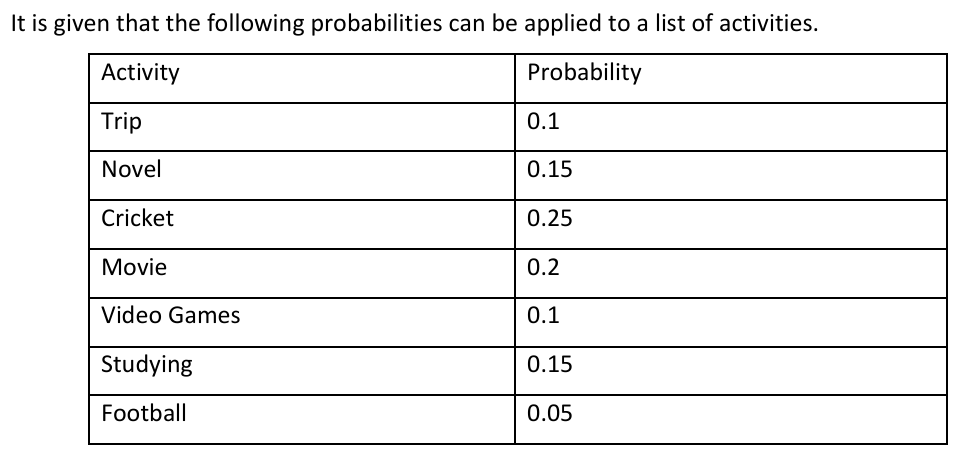 It is given that the following probabilities can be applied to a list of activities.
Activity Probability
Trip 0.1
Novel 0.15
Cricket 0.25
Movie 0.2
Video Games 0.1
Studying 0.15
Football 0.05